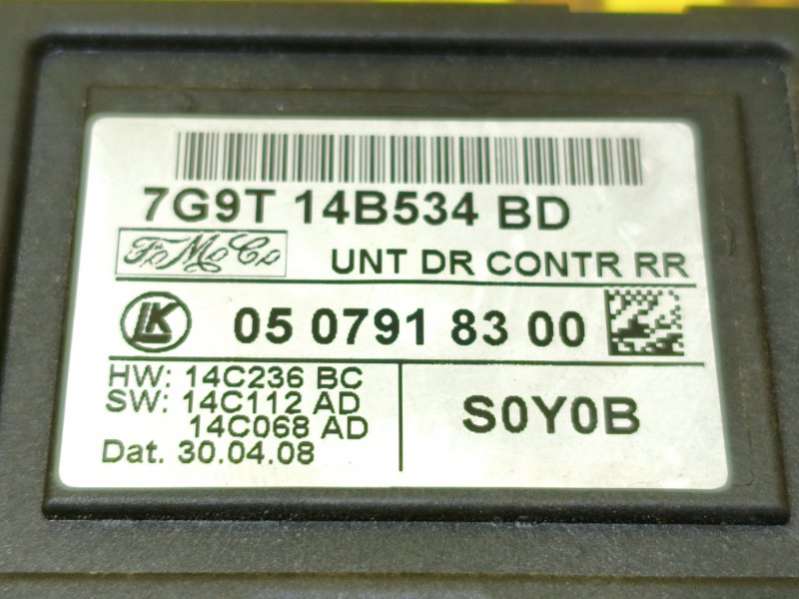 7G9T 14B534 BD
FoMoCo
UNT DR CONTR RR
LK
05 0791 83 00
HW: 14C236 BC
SW: 14C112 AD
14C068 AD
Dat. 30.04.08
S0Y0B